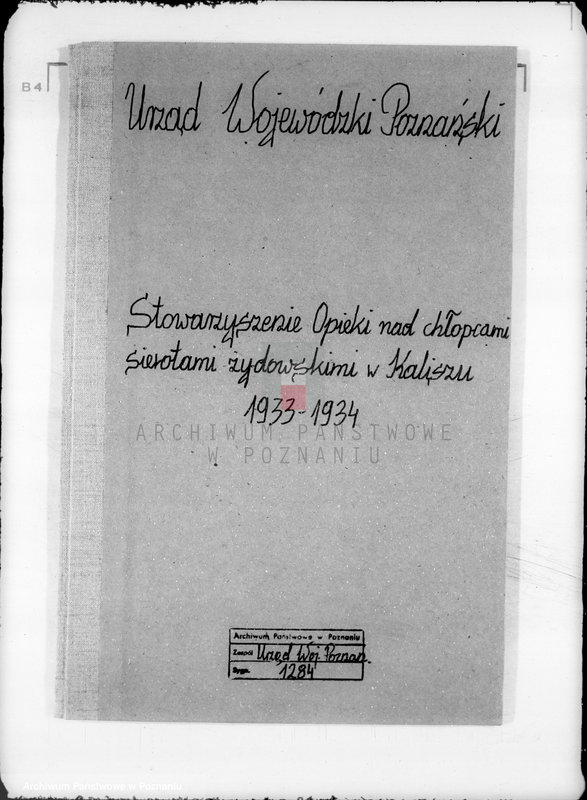 B4
Urząd Wojewódzki Poznański
Stowarzyszenie Opieki nad chłopcami
sierotami żydowskimi w Kaliszu
1933-1934
ARCHIWUM PAŃSTWOWE
W POZNANIU
Archiwum Państwowe w Poznaniu
Zespół Urząd Woj. Poznań.
Sygn. 1284
Archiwum Państwowe w Poznaniu